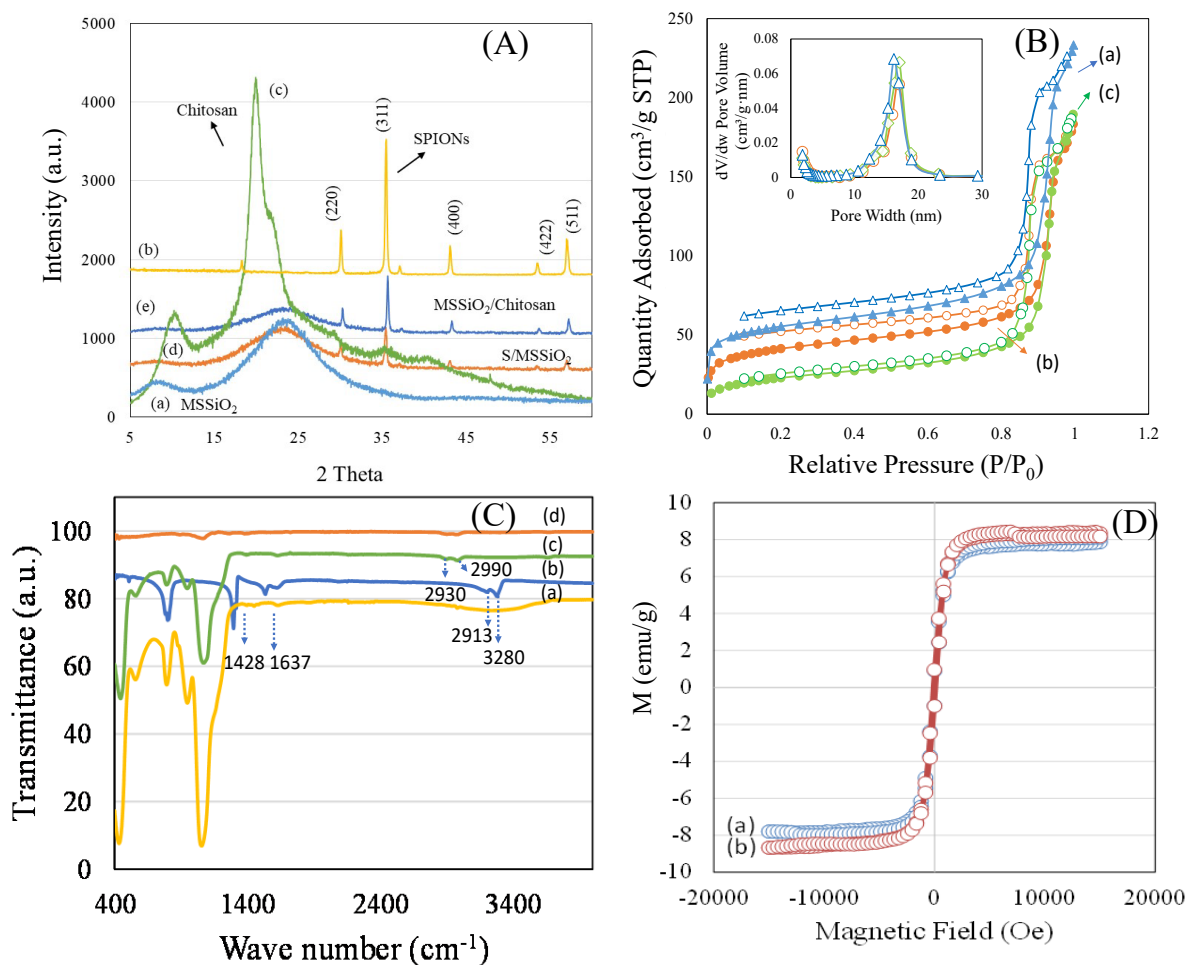 (A)
5000
4000
3000
2000
1000
0
Intensity (a.u.)
Chitosan
(c)
(311)
SPIONs
(220)
(400)
(422)
(511)
(b)
(e)
MSSiO2/Chitosan
(d)
S/MSSiO2
(a)
MSSiO2
5 15 25 35 45 55
2 Theta
(B)
250
200
150
100
50
0
Quantity Adsorbed (cm³/g STP)
dV/dw Pore Volume
(cm³/g·nm)
0.08
0.06
0.04
0.02
0
0 10 20 30
Pore Width (nm)
(a)
(c)
(b)
0 0.2 0.4 0.6 0.8 1 1.2
Relative Pressure (P/P0)
(C)
100
80
60
40
20
0
Transmittance (a.u.)
(d)
(c)
2990
2930
(b)
(a)
2913
3280
1428 1637
400 1400 2400 3400
Wave number (cm-1)
(D)
10
8
6
4
2
0
-2
-4
-6
-8
-10
M (emu/g)
(a)
(b)
-20000 -10000 0 10000 20000
Magnetic Field (Oe)